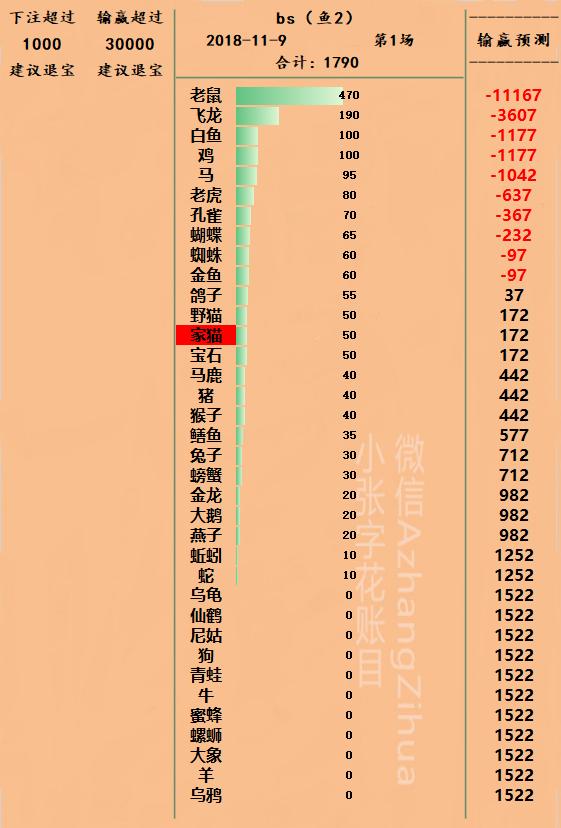 下注超过 输赢超过
1000 30000
建议退宝 建议退宝
bs（鱼2）
2018-11-9 第1场
合计：1790
输赢预测
老鼠 470 -11167
飞龙 190 -3607
白鱼 100 -1177
鸡 100 -1177
马 95 -1042
老虎 80 -637
孔雀 70 -367
蝴蝶 65 -232
蜘蛛 60 -97
金鱼 60 -97
鸽子 55 37
野猫 50 172
家猫 50 172
宝石 50 172
马鹿 40 442
猪 40 442
猴子 40 442
鳝鱼 35 577
兔子 30 712
螃蟹 30 712
金龙 20 982
大鹅 20 982
燕子 20 982
蚯蚓 10 1252
蛇 10 1252
乌龟 0 1522
仙鹤 0 1522
尼姑 0 1522
狗 0 1522
青蛙 0 1522
牛 0 1522
蜜蜂 0 1522
螺蛳 0 1522
大象 0 1522
羊 0 1522
乌鸦 0 1522
微信AzhangZihua
小张字花账目